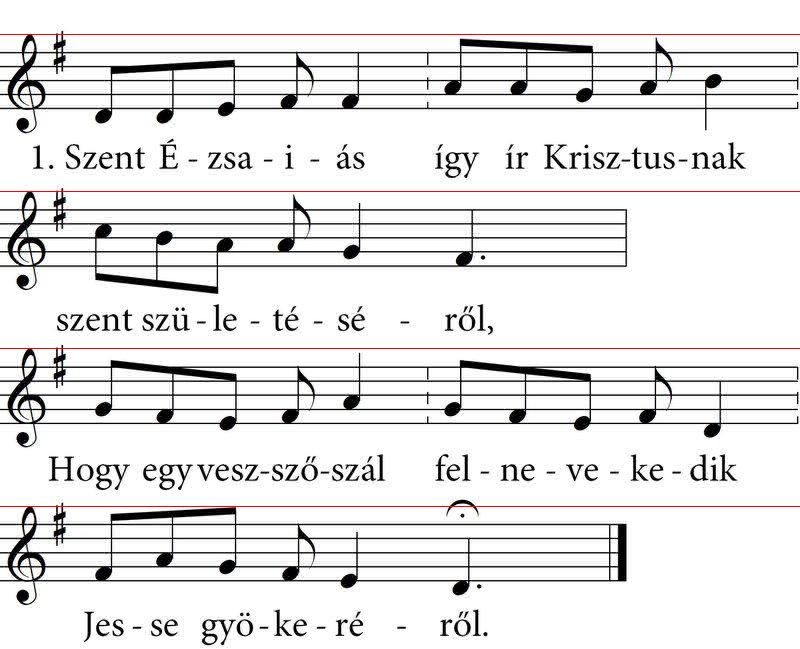 1. Szent É - zsa - i - ás így ír Krisz-tus-nak
szent szü - le - té - sé - ről,
Hogy egy vesz-sző-szál fel - ne - ve - ke - dik
Jes - se gyö - ke - ré - ről.